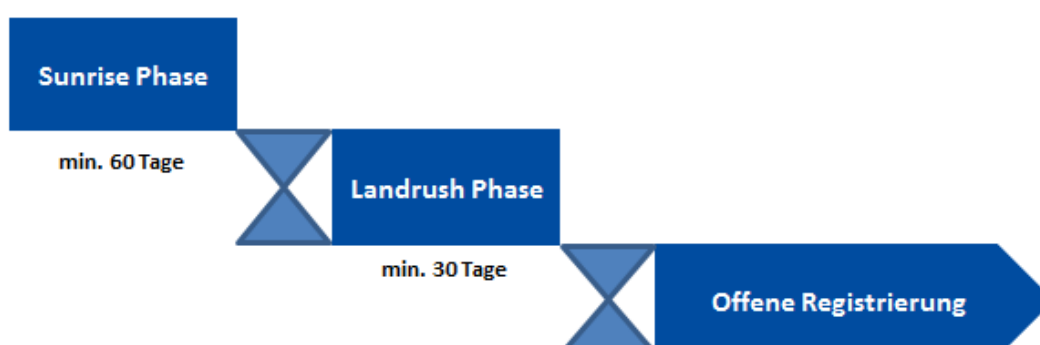 Sunrise Phase
min. 60 Tage
Landrush Phase
min. 30 Tage
Offene Registrierung